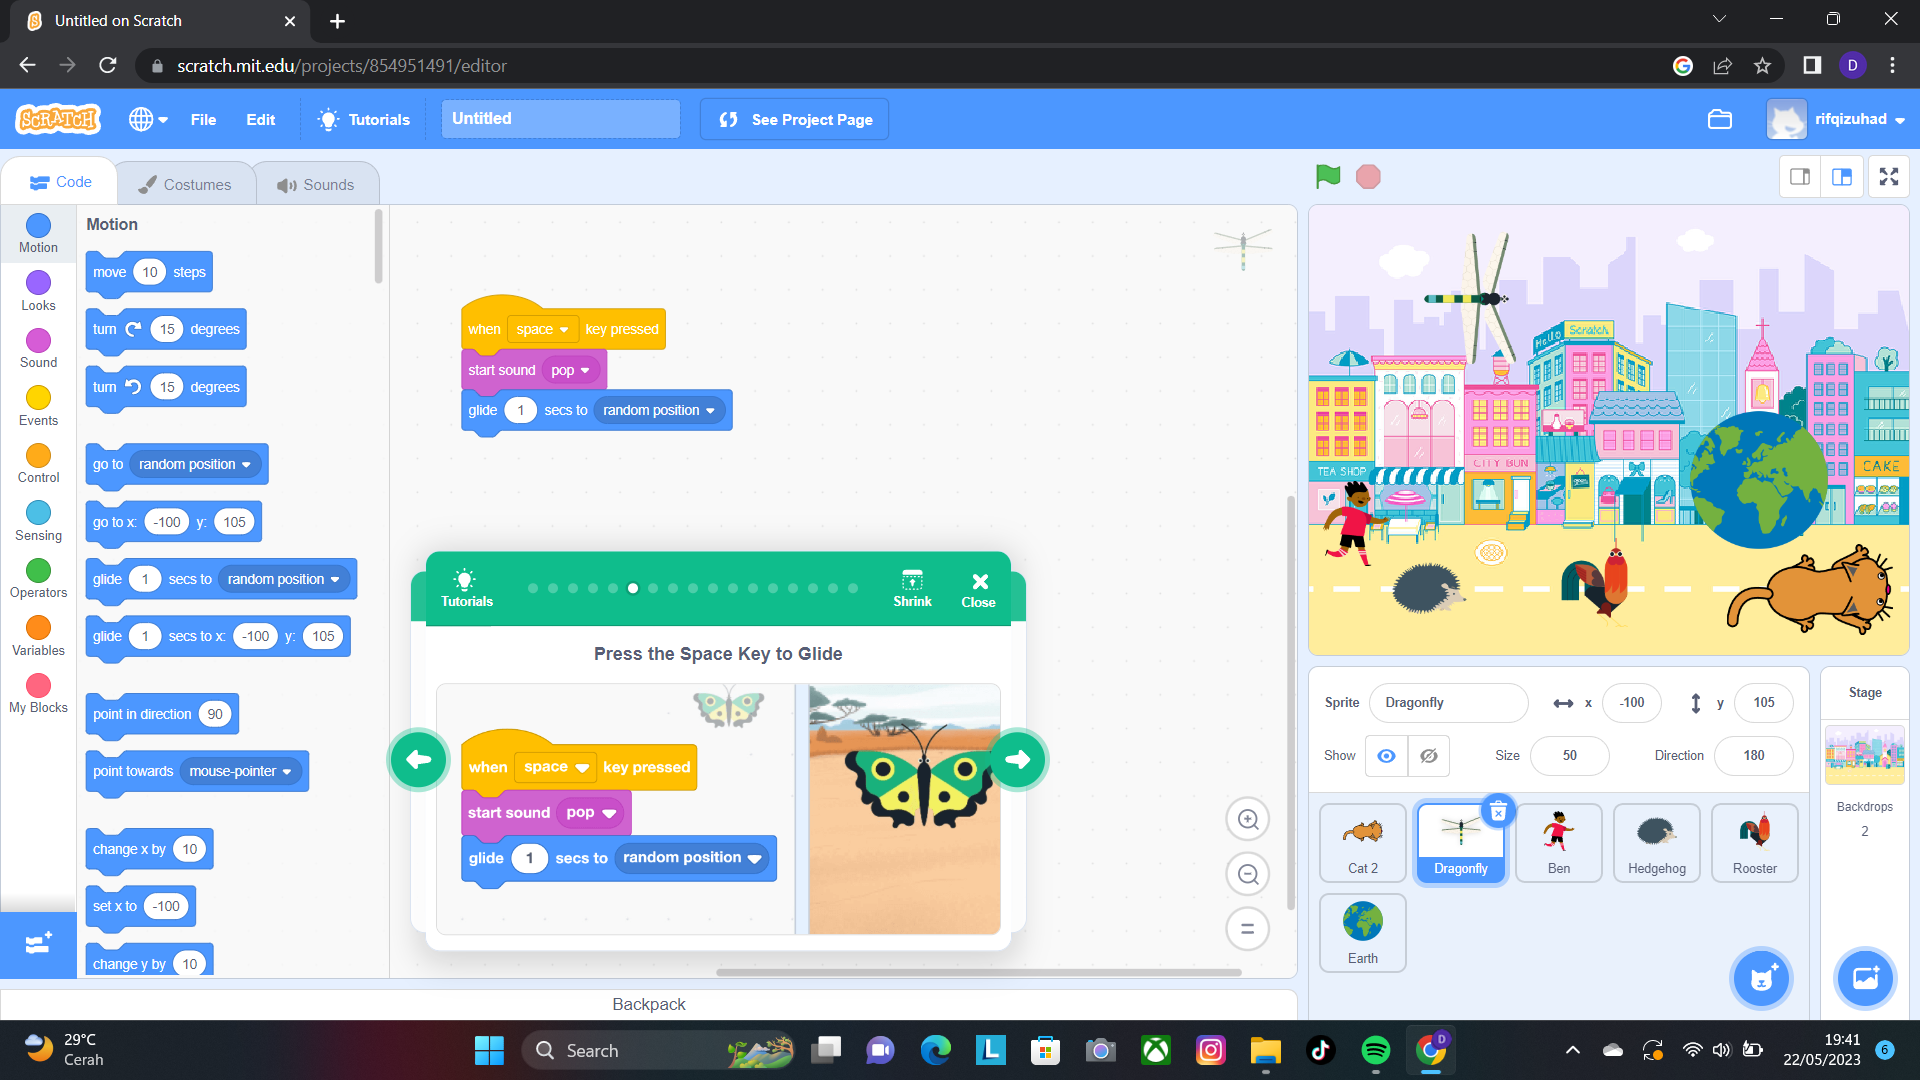 Untitled on Scratch
scratch.mit.edu/projects/854951491/editor
D
SCRATCH
File
Edit
Tutorials
Untitled
See Project Page
rifqizuhad
Code
Costumes
Sounds
Motion
Looks
Sound
Events
Control
Sensing
Operators
Variables
My Blocks
Motion
move 10 steps
turn 15 degrees
turn 15 degrees
go to random position
go to x: -100 y: 105
glide 1 secs to random position
glide 1 secs to x: -100 y: 105
point in direction 90
point towards mouse-pointer
change x by 10
set x to -100
change y by 10
when space key pressed
start sound pop
glide 1 secs to random position
Tutorials
Shrink
Close
Press the Space Key to Glide
when space key pressed
start sound pop
glide 1 secs to random position
Backpack
Hello
Scratch
TEA SHOP
CITY BUN
CAKE
Sprite
Dragonfly
x
-100
y
105
Show
Size
50
Direction
180
Cat 2
Dragonfly
Ben
Hedgehog
Rooster
Earth
Stage
Backdrops
2
29°C
Cerah
Search
L
D
19:41
22/05/2023
6